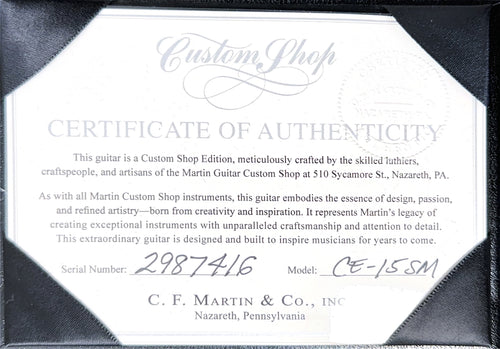 Custom Shop
CERTIFICATE OF AUTHENTICITY
This guitar is a Custom Shop Edition, meticulously crafted by the skilled luthiers,
craftspeople, and artisans of the Martin Guitar Custom Shop at 510 Sycamore St., Nazareth, PA.
As with all Martin Custom Shop instruments, this guitar embodies the essence of design, passion,
and refined artistry—born from creativity and inspiration. It represents Martin's legacy of
creating exceptional instruments with unparalleled craftsmanship and attention to detail.
This extraordinary guitar is designed and built to inspire musicians for years to come.
Serial Number: 2987416 Model: CE-15SM
C. F. MARTIN & CO., INC
Nazareth, Pennsylvania